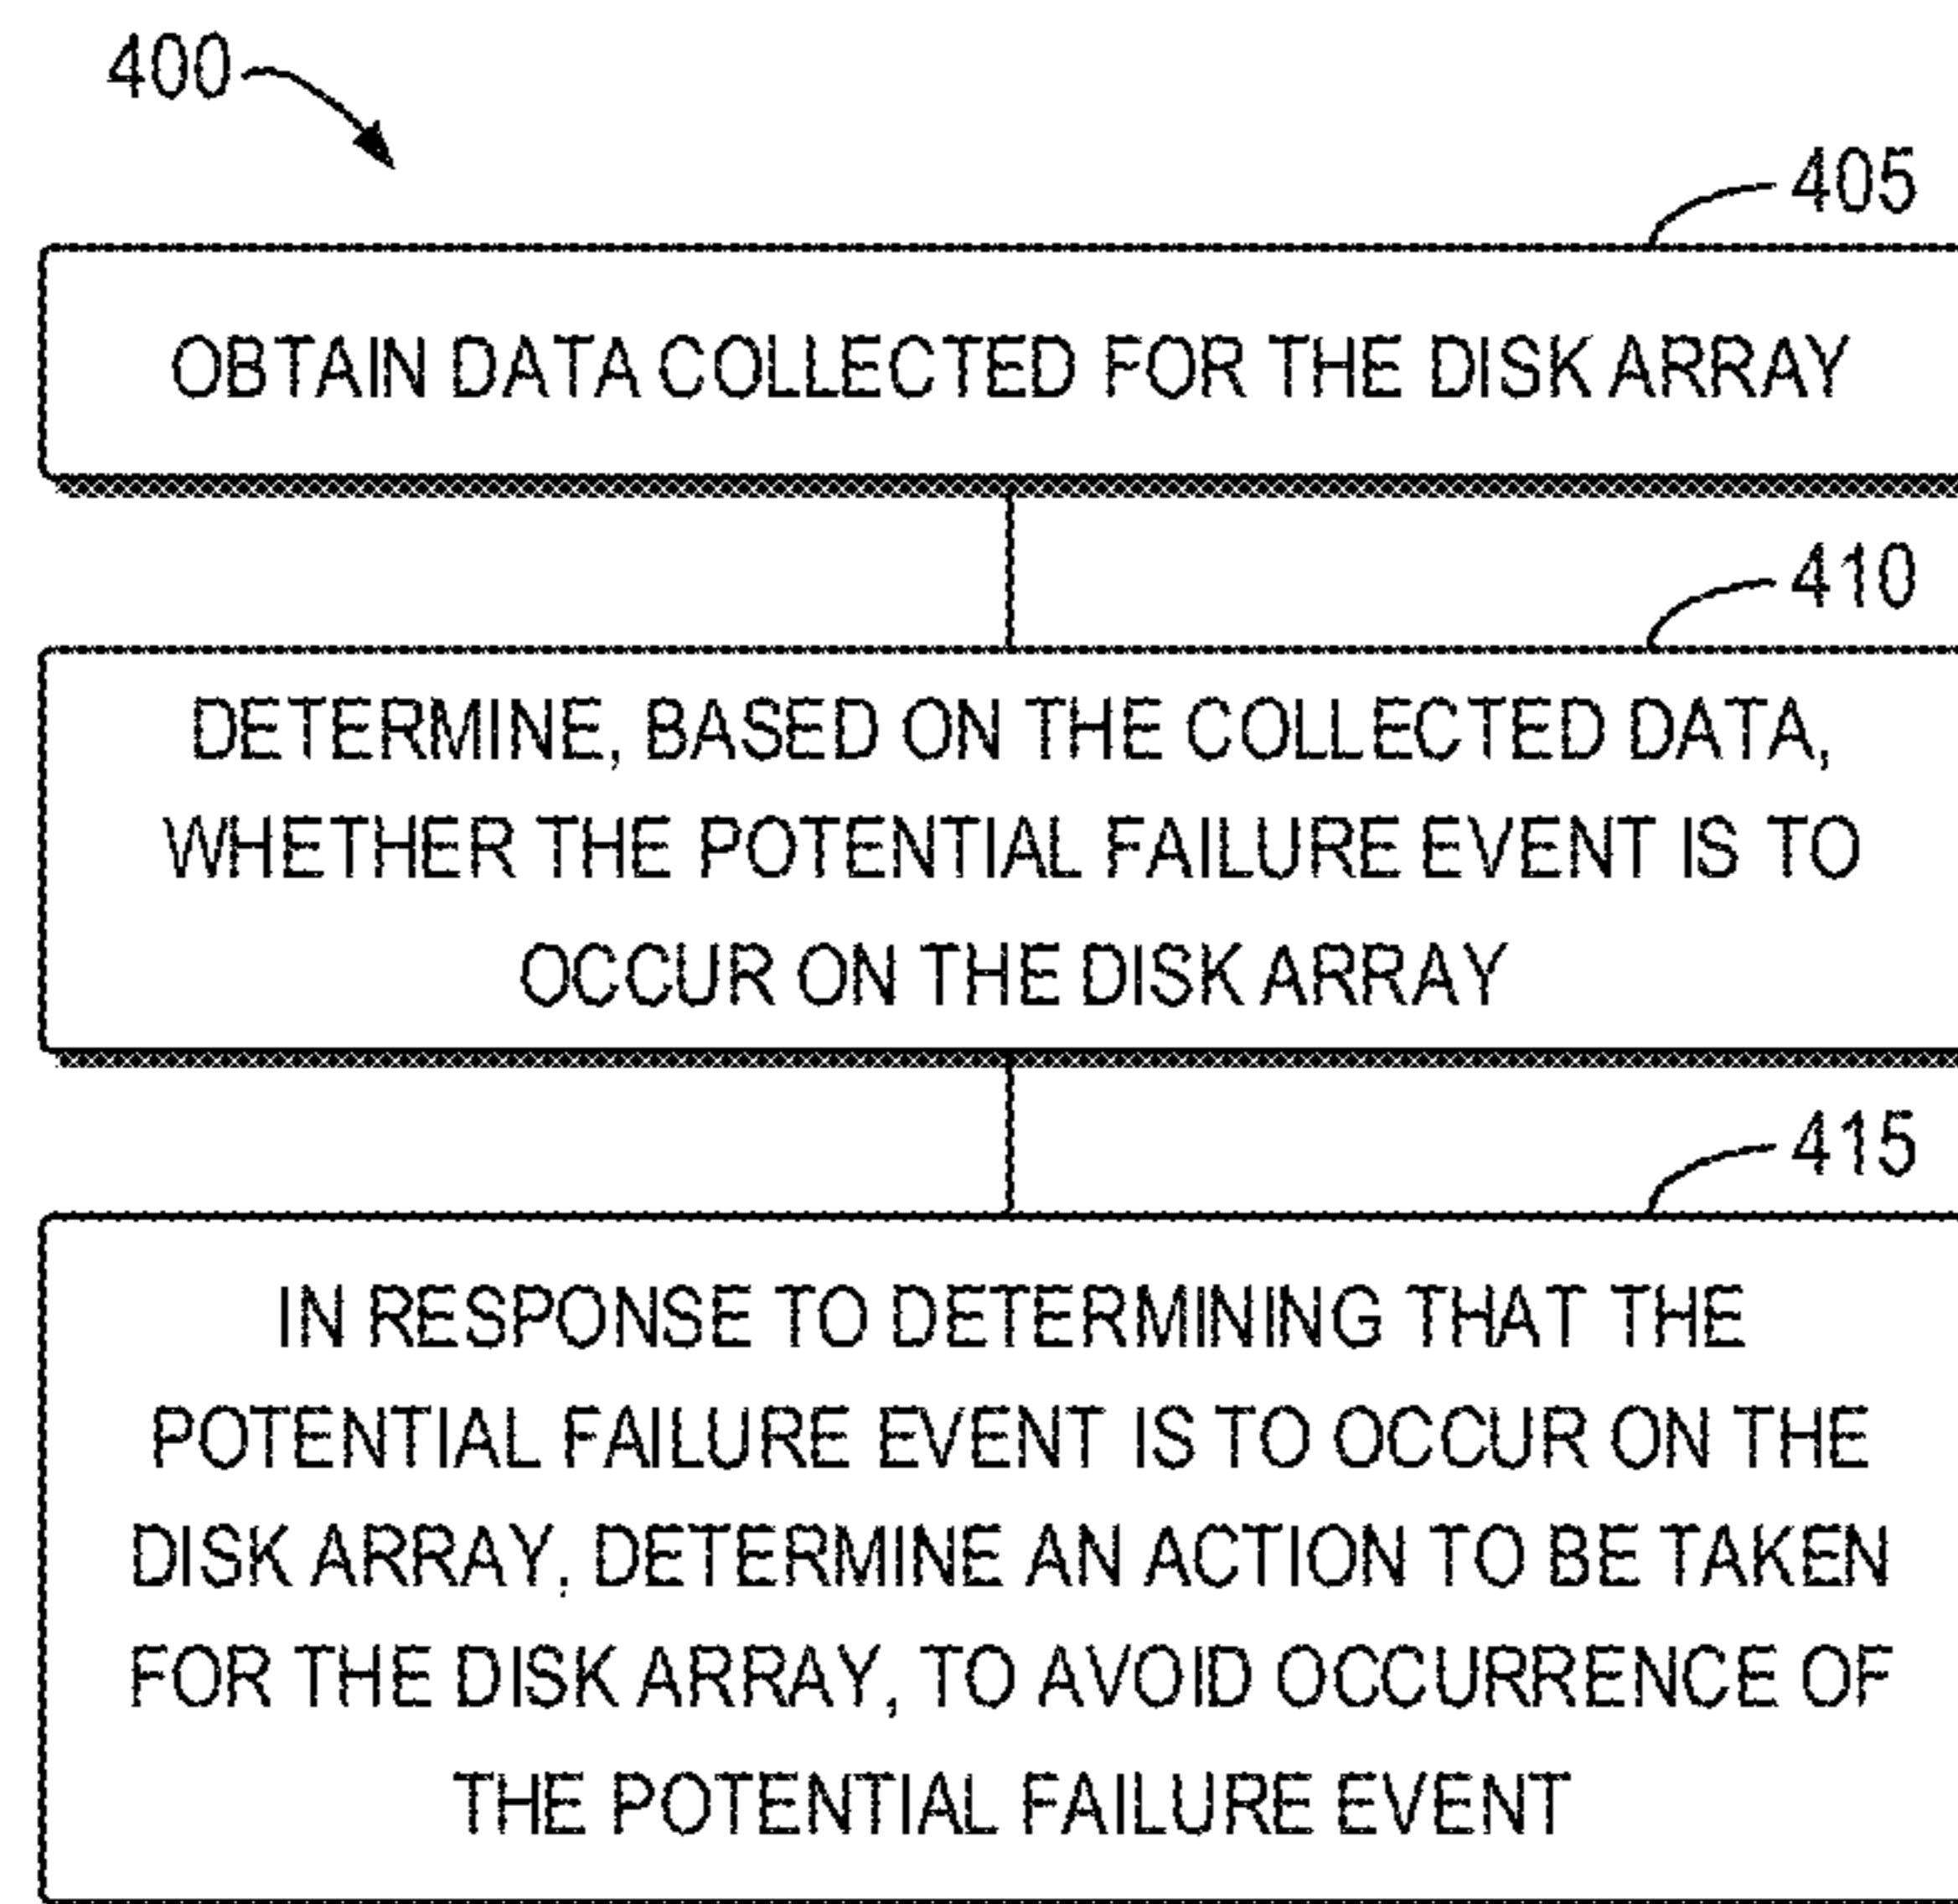 400
405
OBTAIN DATA COLLECTED FOR THE DISK ARRAY
410
DETERMINE, BASED ON THE COLLECTED DATA,
WHETHER THE POTENTIAL FAILURE EVENT IS TO
OCCUR ON THE DISK ARRAY
415
IN RESPONSE TO DETERMINING THAT THE
POTENTIAL FAILURE EVENT IS TO OCCUR ON THE
DISK ARRAY, DETERMINE AN ACTION TO BE TAKEN
FOR THE DISK ARRAY, TO AVOID OCCURRENCE OF
THE POTENTIAL FAILURE EVENT